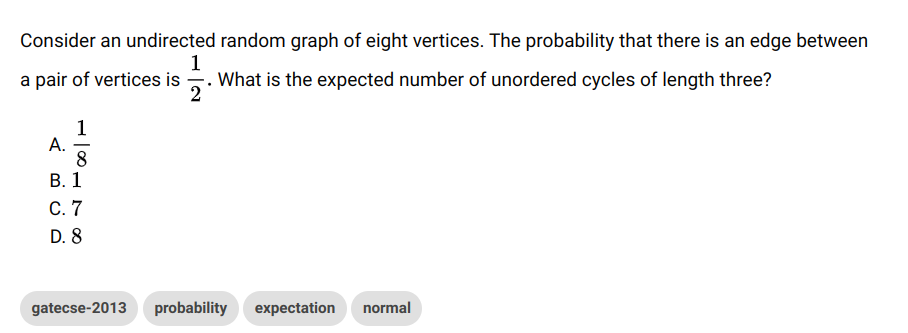 Consider an undirected random graph of eight vertices. The probability that there is an edge between
a pair of vertices is 1/2. What is the expected number of unordered cycles of length three?
A. 1/8
B. 1
C. 7
D. 8
gatecse-2013 probability expectation normal